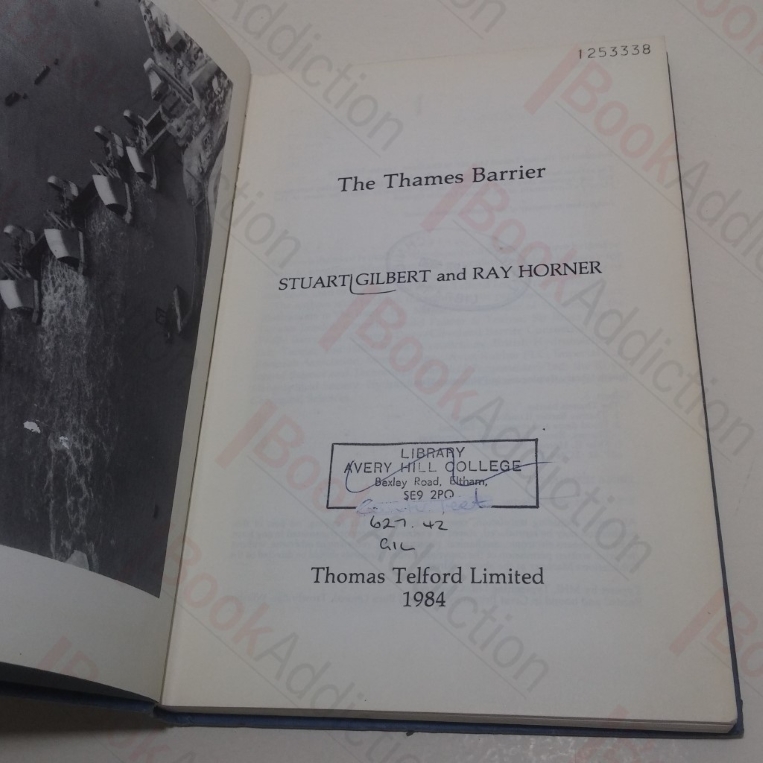 1253338
The Thames Barrier
STUART GILBERT and RAY HORNER
LIBRARY
AVERY HILL COLLEGE
Bexley Road, Eltham,
SE9 2PQ
627.42
GIL
Thomas Telford Limited
1984
BookAddiction